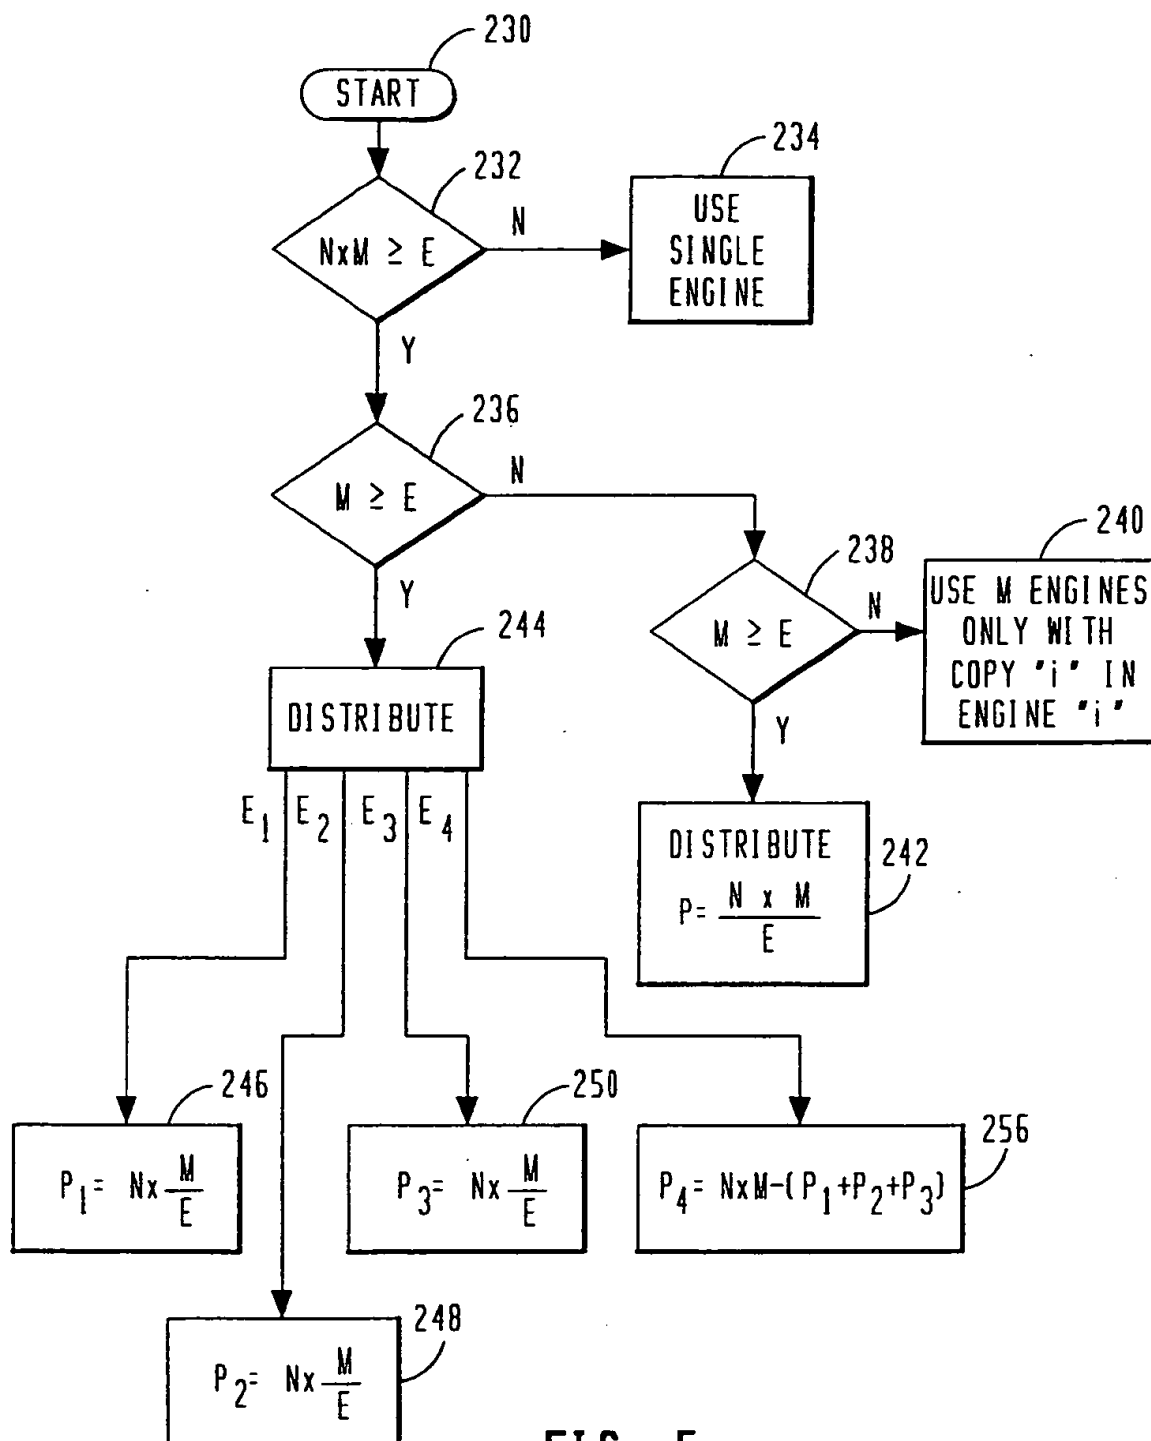 230
START
232
N
NxM ≥ E
234
USE
SINGLE
ENGINE
Y
236
N
M ≥ E
Y
238
N
M ≥ E
240
USE M ENGINES
ONLY WITH
COPY "i" IN
ENGINE "i"
Y
244
DISTRIBUTE
E1 E2 E3 E4
242
DISTRIBUTE
P= N x M
E
246
P1= Nx M
E
250
P3= Nx M
E
256
P4= NxM-(P1+P2+P3)
248
P2= Nx M
E